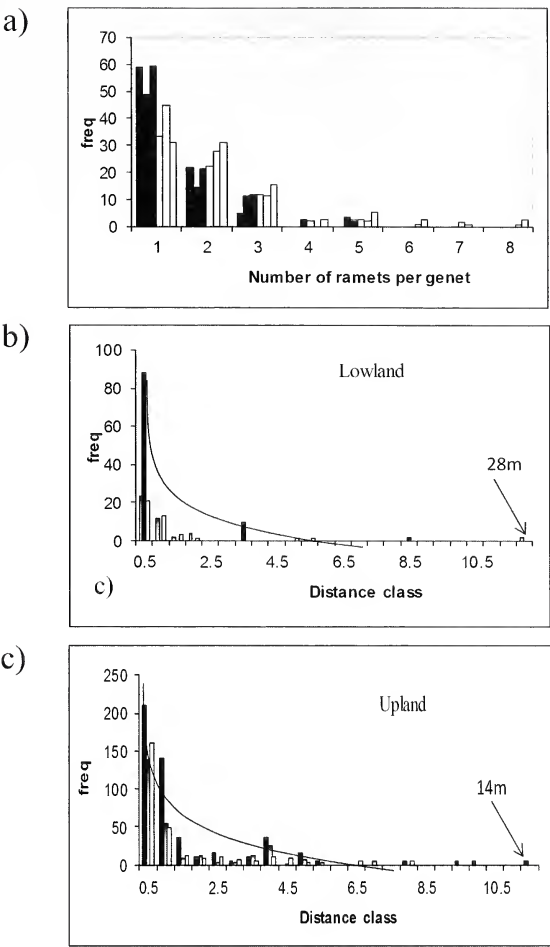 a)
70
60
50
40
30
20
10
0
freq
1 2 3 4 5 6 7 8
Number of ramets per genet
b)
100
80
60
40
20
0
freq
Lowland
28m
0.5 2.5 4.5 6.5 8.5 10.5
c)
Distance class
c)
250
200
150
100
50
0
freq
Upland
14m
0.5 2.5 4.5 6.5 8.5 10.5
Distance class